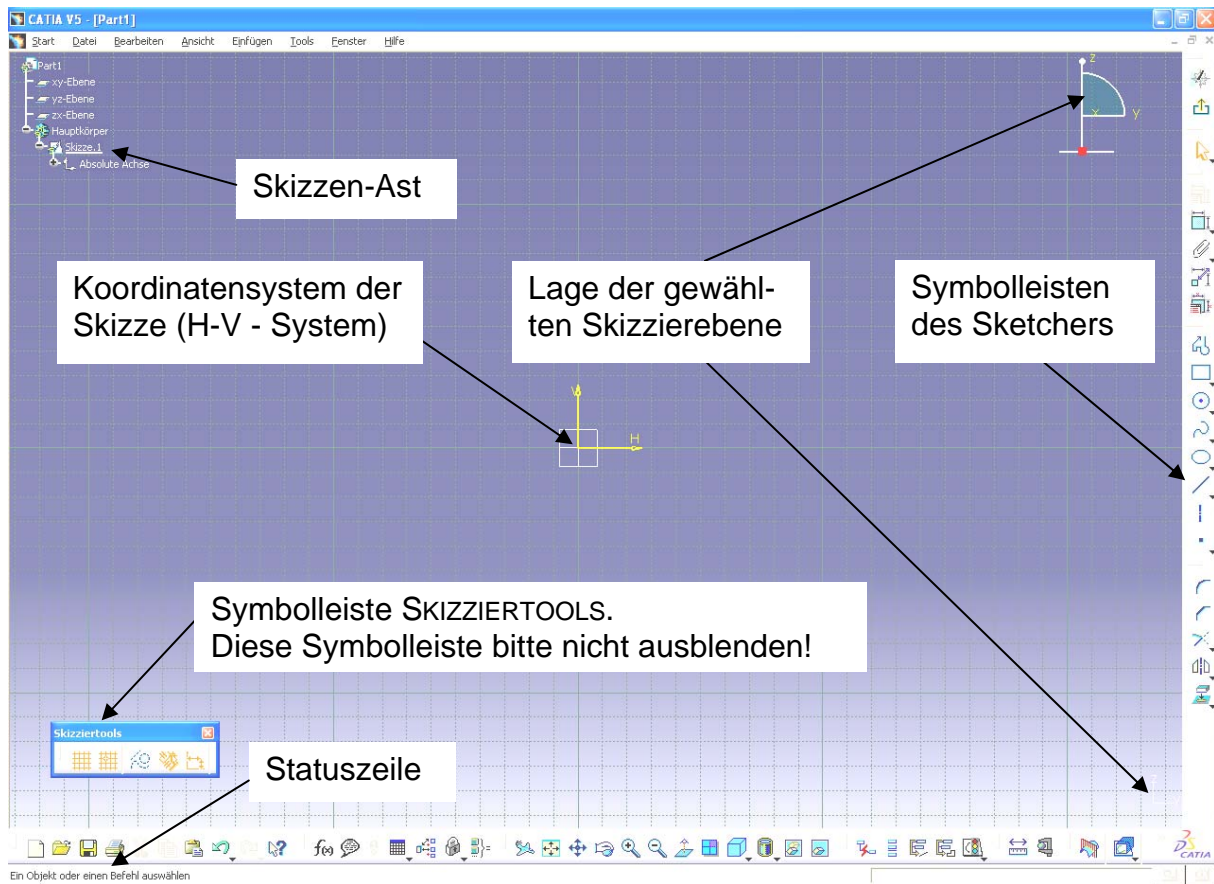 CATIA V5 - [Part1]
Start Datei Bearbeiten Ansicht Einfügen Tools Fenster Hilfe
Part1
xy-Ebene
yz-Ebene
zx-Ebene
Hauptkörper
Skizze.1
Absolute Achse
z
x y
Skizzen-Ast
Koordinatensystem der
Skizze (H-V - System)
Lage der gewähl-
ten Skizzierebene
Symbolleisten
des Sketchers
V
H
Symbolleiste SKIZZIERTOOLS.
Diese Symbolleiste bitte nicht ausblenden!
Skizziertools
Statuszeile
z
f(x)
CATIA
Ein Objekt oder einen Befehl auswählen